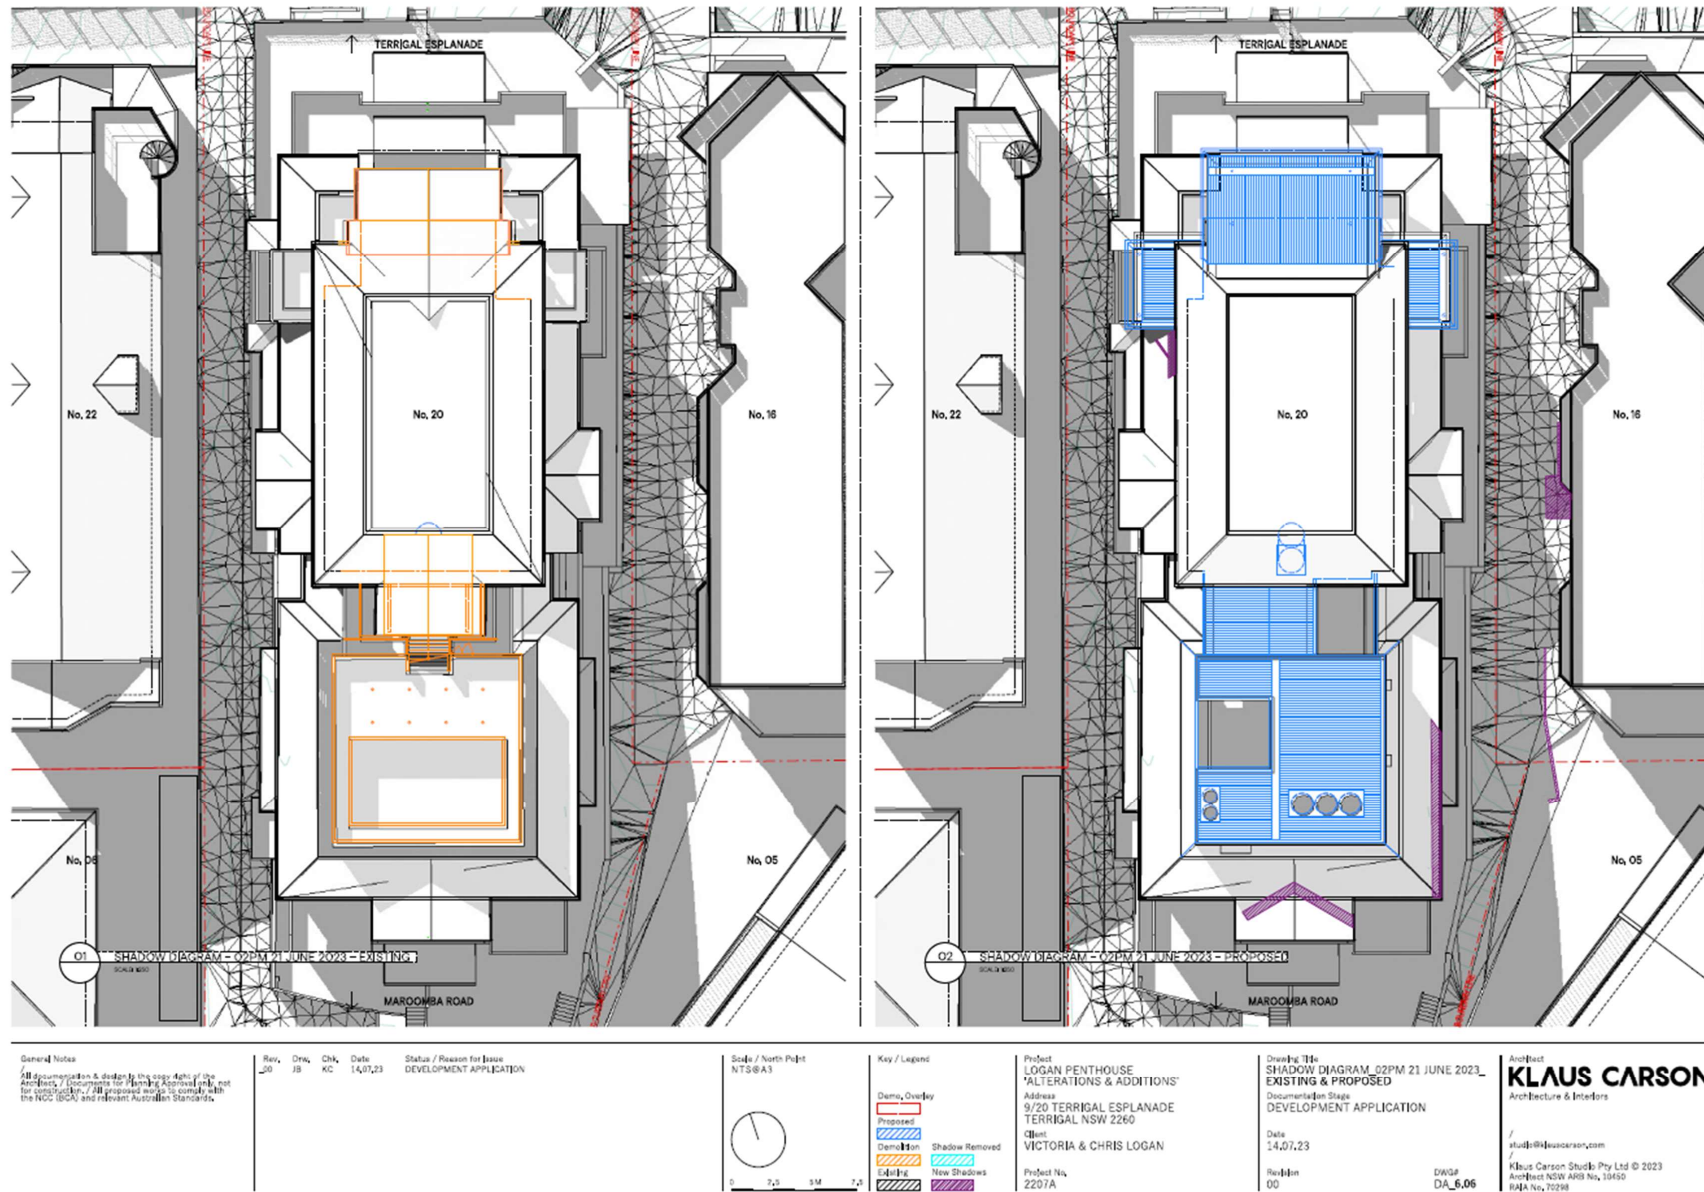 TERRIGAL ESPLANADE
No. 22
No. 20
No. 16
No. 06
No. 05
01 SHADOW DIAGRAM - 02PM 21 JUNE 2023 - EXISTING
MAROOMBA ROAD
TERRIGAL ESPLANADE
No. 22
No. 20
No. 16
No. 05
02 SHADOW DIAGRAM - 02PM 21 JUNE 2023 - PROPOSED
MAROOMBA ROAD
General Notes
/
All documentation & design is the copy right of the
Architect. / Documents for Planning Approval only, not
for construction. / All proposed works to comply with
the NCC (BCA) and relevant Australian Standards.
Rev. Drw. Chk. Date Status / Reason for Issue
_00 JB KC 14.07.23 DEVELOPMENT APPLICATION
Scale / North Point
NTS@A3
0 2,5 5M 7,5
Key / Legend
Demo. Overlay
Proposed
Demolition Shadow Removed
Existing New Shadows
Project
LOGAN PENTHOUSE
'ALTERATIONS & ADDITIONS'
Address
9/20 TERRIGAL ESPLANADE
TERRIGAL NSW 2260
Client
VICTORIA & CHRIS LOGAN
Project No.
2207A
Drawing Title
SHADOW DIAGRAM_02PM 21 JUNE 2023_
EXISTING & PROPOSED
Documentation Stage
DEVELOPMENT APPLICATION
Date
14.07.23
Revision DWG#
00 DA_6.06
Architect
KLAUS CARSON
Architecture & Interiors
/
studio@klauscarson.com
/
Klaus Carson Studio Pty Ltd © 2023
Architect NSW ARB No. 10450
RAIA No. 70298